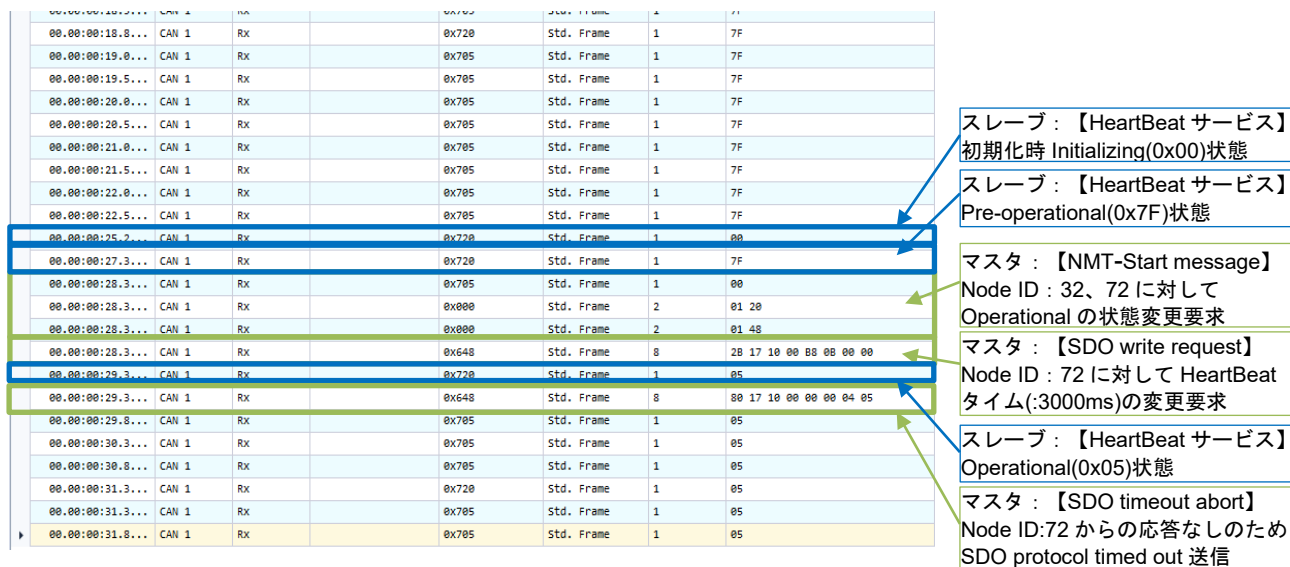 00.00:00:18.8... CAN 1 Rx 0x720 Std. Frame 1 7F
00.00:00:19.0... CAN 1 Rx 0x705 Std. Frame 1 7F
00.00:00:19.5... CAN 1 Rx 0x705 Std. Frame 1 7F
00.00:00:20.0... CAN 1 Rx 0x705 Std. Frame 1 7F
00.00:00:20.5... CAN 1 Rx 0x705 Std. Frame 1 7F
00.00:00:21.0... CAN 1 Rx 0x705 Std. Frame 1 7F
00.00:00:21.5... CAN 1 Rx 0x705 Std. Frame 1 7F
00.00:00:22.0... CAN 1 Rx 0x705 Std. Frame 1 7F
00.00:00:22.5... CAN 1 Rx 0x705 Std. Frame 1 7F
00.00:00:25.2... CAN 1 Rx 0x720 Std. Frame 1 00
00.00:00:27.3... CAN 1 Rx 0x720 Std. Frame 1 7F
00.00:00:28.3... CAN 1 Rx 0x705 Std. Frame 1 00
00.00:00:28.3... CAN 1 Rx 0x000 Std. Frame 2 01 20
00.00:00:28.3... CAN 1 Rx 0x000 Std. Frame 2 01 48
00.00:00:28.3... CAN 1 Rx 0x648 Std. Frame 8 2B 17 10 00 B8 0B 00 00
00.00:00:29.3... CAN 1 Rx 0x720 Std. Frame 1 05
00.00:00:29.3... CAN 1 Rx 0x648 Std. Frame 8 80 17 10 00 00 00 04 05
00.00:00:29.8... CAN 1 Rx 0x705 Std. Frame 1 05
00.00:00:30.3... CAN 1 Rx 0x705 Std. Frame 1 05
00.00:00:30.8... CAN 1 Rx 0x705 Std. Frame 1 05
00.00:00:31.3... CAN 1 Rx 0x720 Std. Frame 1 05
00.00:00:31.3... CAN 1 Rx 0x705 Std. Frame 1 05
00.00:00:31.8... CAN 1 Rx 0x705 Std. Frame 1 05
スレーブ：【HeartBeat サービス】
初期化時 Initializing(0x00)状態
スレーブ：【HeartBeat サービス】
Pre-operational(0x7F)状態
マスタ：【NMT-Start message】
Node ID：32、72 に対して
Operational の状態変更要求
マスタ：【SDO write request】
Node ID：72 に対して HeartBeat
タイム(:3000ms)の変更要求
スレーブ：【HeartBeat サービス】
Operational(0x05)状態
マスタ：【SDO timeout abort】
Node ID:72 からの応答なしのため
SDO protocol timed out 送信